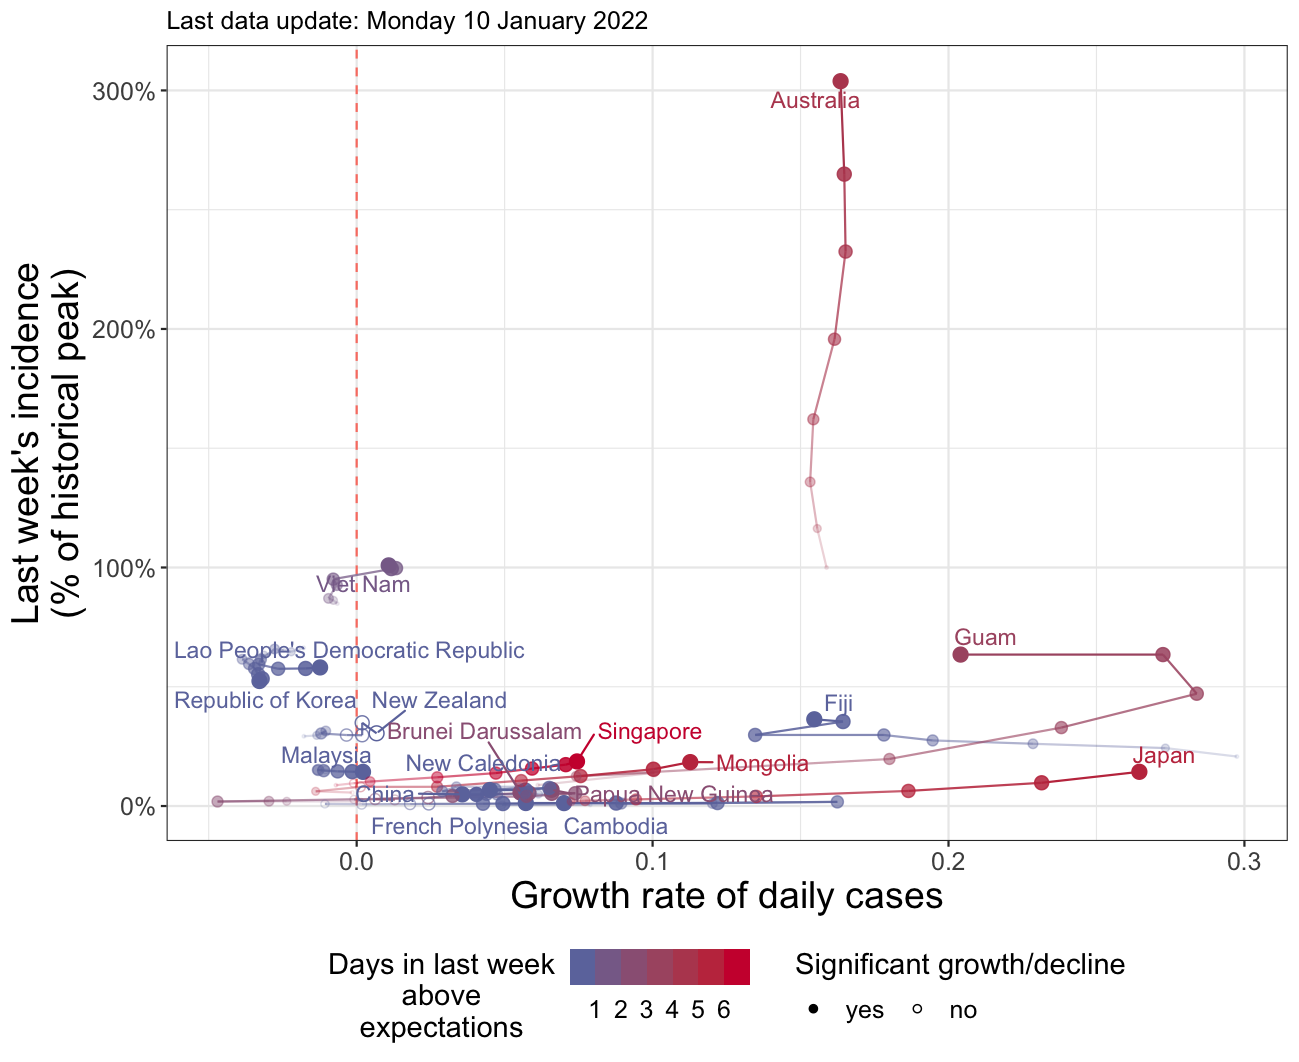 Last data update: Monday 10 January 2022
Last week's incidence
(% of historical peak)
300%
200%
100%
0%
Australia
Viet Nam
Lao People's Democratic Republic
Guam
Republic of Korea
New Zealand
Fiji
Brunei Darussalam
Singapore
Malaysia
New Caledonia
Mongolia
Japan
China
Papua New Guinea
French Polynesia
Cambodia
0.0
0.1
0.2
0.3
Growth rate of daily cases
Days in last week
above
expectations
1 2 3 4 5 6
Significant growth/decline
yes
no